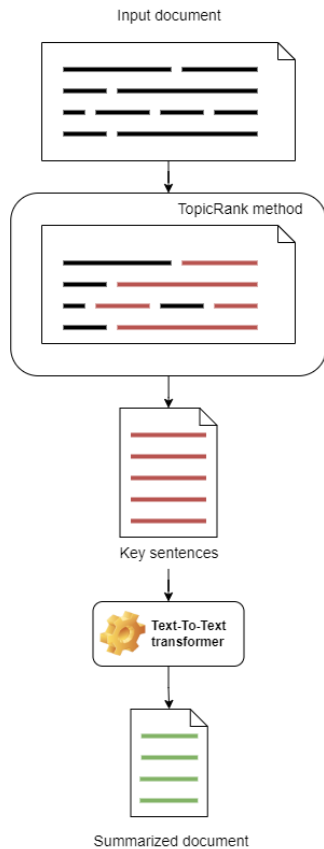 Input document
TopicRank method
Key sentences
Text-To-Text
transformer
Summarized document